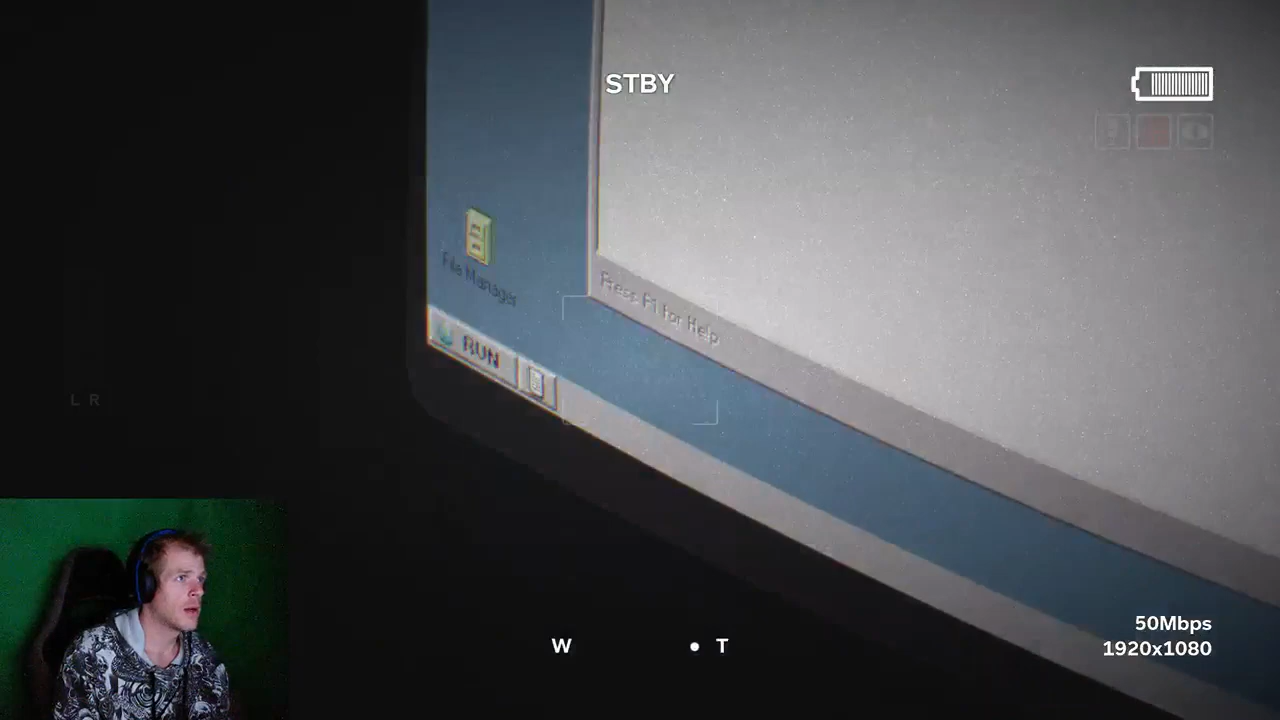 STBY
File Manager
Press F1 for Help
RUN
L R
W T
50Mbps
1920x1080